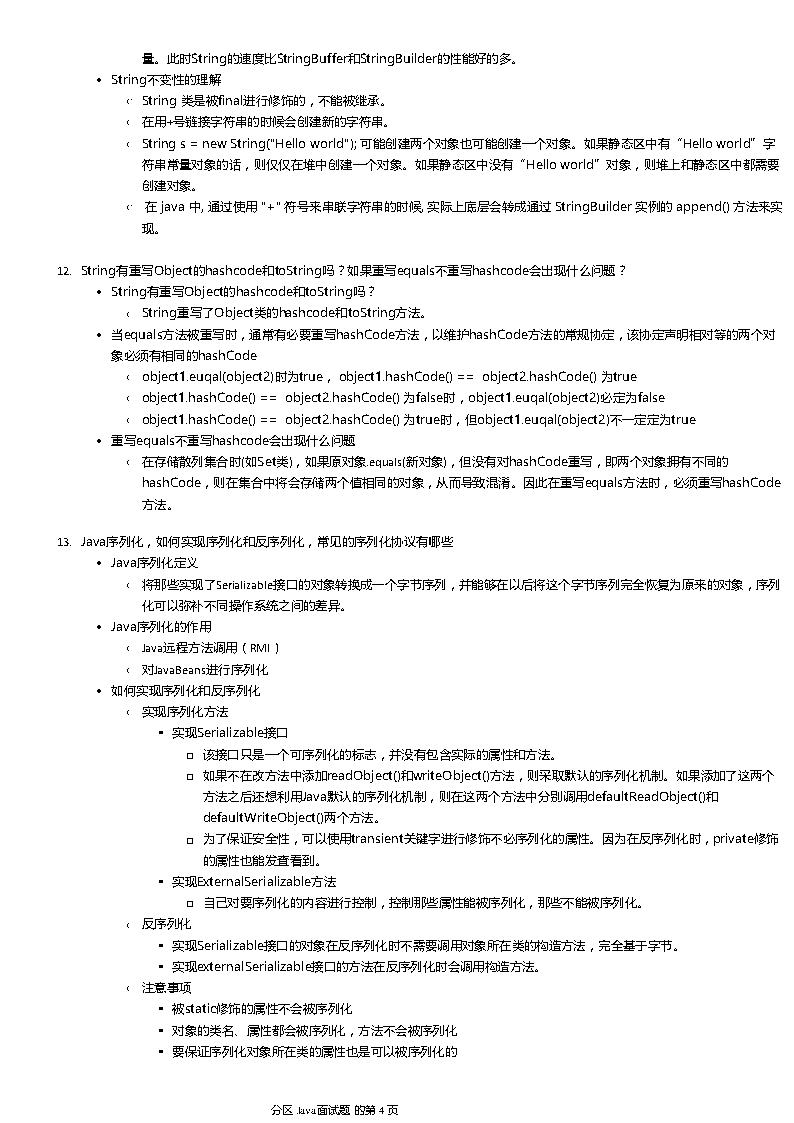 量。此时String的速度比StringBuffer和StringBuilder的性能好的多。
• String不变性的理解
○ String 类是被final进行修饰的，不能被继承。
○ 在用+号链接字符串的时候会创建新的字符串。
○ String s = new String("Hello world"); 可能创建两个对象也可能创建一个对象。如果静态区中有“Hello world”字
符串常量对象的话，则仅仅在堆中创建一个对象。如果静态区中没有“Hello world”对象，则堆上和静态区中都需要
创建对象。
○ 在 java 中, 通过使用 "+" 符号来串联字符串的时候, 实际上底层会转成通过 StringBuilder 实例的 append() 方法来实
现。
12. String有重写Object的hashcode和toString吗？如果重写equals不重写hashcode会出现什么问题？
• String有重写Object的hashcode和toString吗？
○ String重写了Object类的hashcode和toString方法。
• 当equals方法被重写时，通常有必要重写hashCode方法，以维护hashCode方法的常规协定，该协定声明相对等的两个对
象必须有相同的hashCode
○ object1.euqal(object2)时为true， object1.hashCode() == object2.hashCode() 为true
○ object1.hashCode() == object2.hashCode() 为false时，object1.euqal(object2)必定为false
○ object1.hashCode() == object2.hashCode() 为true时，但object1.euqal(object2)不一定定为true
• 重写equals不重写hashcode会出现什么问题
○ 在存储散列集合时(如Set类)，如果原对象.equals(新对象)，但没有对hashCode重写，即两个对象拥有不同的
hashCode，则在集合中将会存储两个值相同的对象，从而导致混淆。因此在重写equals方法时，必须重写hashCode
方法。
13. Java序列化，如何实现序列化和反序列化，常见的序列化协议有哪些
• Java序列化定义
○ 将那些实现了Serializable接口的对象转换成一个字节序列，并能够在以后将这个字节序列完全恢复为原来的对象，序列
化可以弥补不同操作系统之间的差异。
• Java序列化的作用
○ Java远程方法调用（RMI）
○ 对JavaBeans进行序列化
• 如何实现序列化和反序列化
○ 实现序列化方法
▪ 实现Serializable接口
□ 该接口只是一个可序列化的标志，并没有包含实际的属性和方法。
□ 如果不在改方法中添加readObject()和writeObject()方法，则采取默认的序列化机制。如果添加了这两个
方法之后还想利用Java默认的序列化机制，则在这两个方法中分别调用defaultReadObject()和
defaultWriteObject()两个方法。
□ 为了保证安全性，可以使用transient关键字进行修饰不必序列化的属性。因为在反序列化时，private修饰
的属性也能发查看到。
▪ 实现ExternalSerializable方法
□ 自己对要序列化的内容进行控制，控制那些属性能被序列化，那些不能被序列化。
○ 反序列化
▪ 实现Serializable接口的对象在反序列化时不需要调用对象所在类的构造方法，完全基于字节。
▪ 实现externalSerializable接口的方法在反序列化时会调用构造方法。
○ 注意事项
▪ 被static修饰的属性不会被序列化
▪ 对象的类名、属性都会被序列化，方法不会被序列化
▪ 要保证序列化对象所在类的属性也是可以被序列化的
分区 Java面试题 的第 4 页